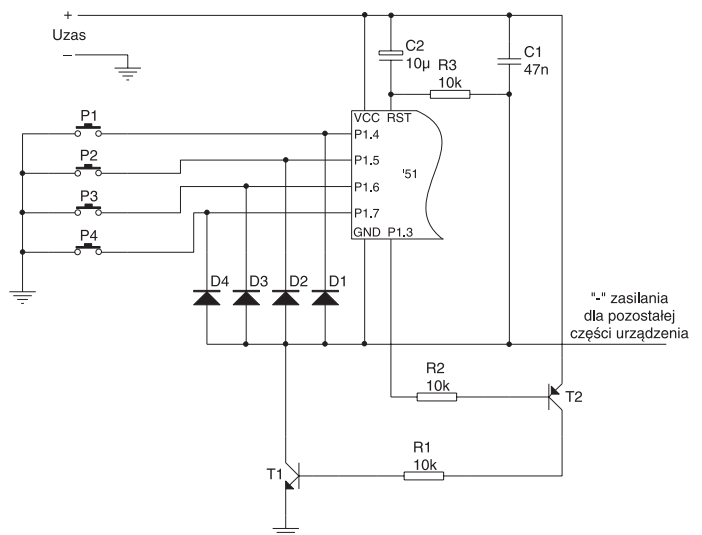 +
Uzas
–
C2
10µ
R3
10k
C1
47n
P1
VCC RST
P1.4
P2
P1.5
'51
P3
P1.6
P1.7
P4
GND P1.3
D4 D3 D2 D1
"-" zasilania
dla pozostałej
części urządzenia
R2
10k
T2
R1
10k
T1